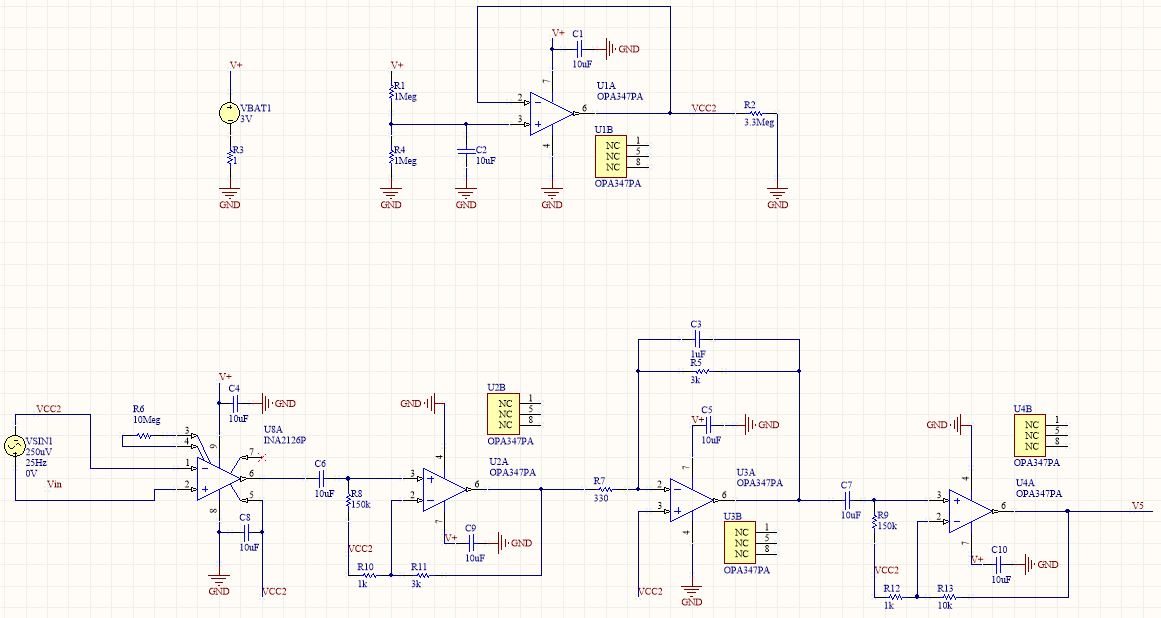 V+
C1
GND
10uF
7
U1A
OPA347PA
2
3
6
4
GND
U1B
NC
NC
NC
1
5
8
OPA347PA
VCC2
R2
3.3Meg
GND
V+
VBAT1
3V
R3
1
GND
V+
R1
1Meg
R4
1Meg
GND
C2
10uF
GND
VCC2
VSIN1
250uV
25Hz
0V
Vin
R6
10Meg
3
4
1
2
V+
C4
GND
10uF
9
U8A
INA2126P
7
6
5
8
C8
10uF
GND
VCC2
C6
10uF
R8
150k
VCC2
R10
1k
R11
3k
GND
4
U2B
NC
NC
NC
1
5
8
OPA347PA
U2A
OPA347PA
3
2
6
7
V+
C9
GND
10uF
R7
330
C3
1uF
R5
3k
C5
V+
GND
10uF
7
U3A
OPA347PA
2
3
6
4
GND
VCC2
U3B
NC
NC
NC
1
5
8
OPA347PA
C7
10uF
R9
150k
VCC2
R12
1k
R13
10k
GND
4
U4B
NC
NC
NC
1
5
8
OPA347PA
U4A
OPA347PA
3
2
6
7
V+
C10
GND
10uF
V5